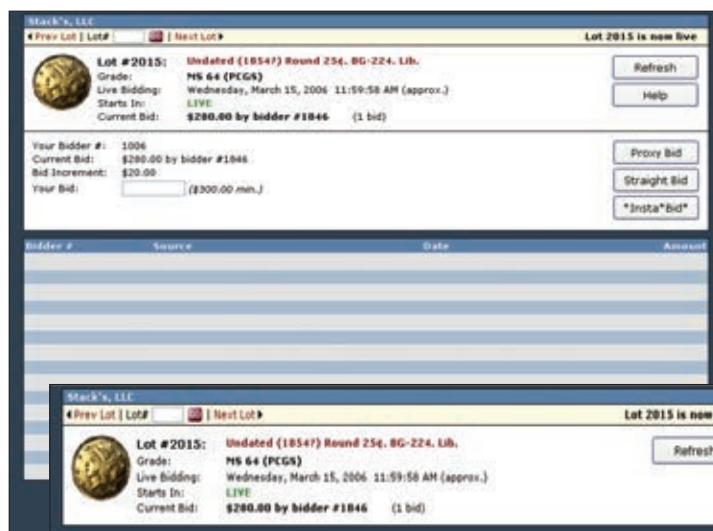 Stack's, LLC
Prev Lot | Lot# | Next Lot
Lot 2015 is now live
Lot #2015: Undated (1854?) Round 25¢. BG-224. Lib.
Grade: MS 64 (PCGS)
Live Bidding: Wednesday, March 15, 2006 11:59:58 AM (approx.)
Starts In: LIVE
Current Bid: $280.00 by bidder #1846 (1 bid)
Refresh
Help
Your Bidder #: 1006
Current Bid: $280.00 by bidder #1846
Bid Increment: $20.00
Your Bid: ($300.00 min.)
Proxy Bid
Straight Bid
*Insta*Bid*
Bidder # Source Date Amount
Stack's, LLC
Prev Lot | Lot# | Next Lot
Lot 2015 is now
Lot #2015: Undated (1854?) Round 25¢. BG-224. Lib.
Grade: MS 64 (PCGS)
Live Bidding: Wednesday, March 15, 2006 11:59:58 AM (approx.)
Starts In: LIVE
Current Bid: $280.00 by bidder #1846 (1 bid)
Refresh